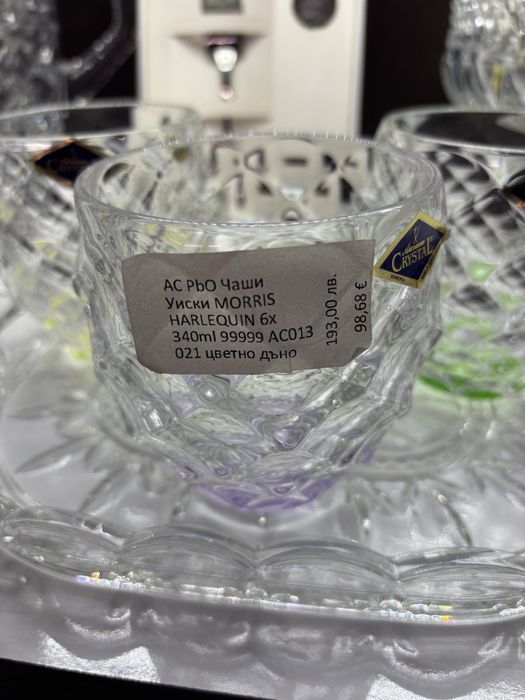 АС РЬО Чаши
Уиски MORRIS
HARLEQUIN 6x
340ml 99999 AC013
021 цветно дъно
193,00 лв.
98,68 €
CRYSTAL
CRYSTAL